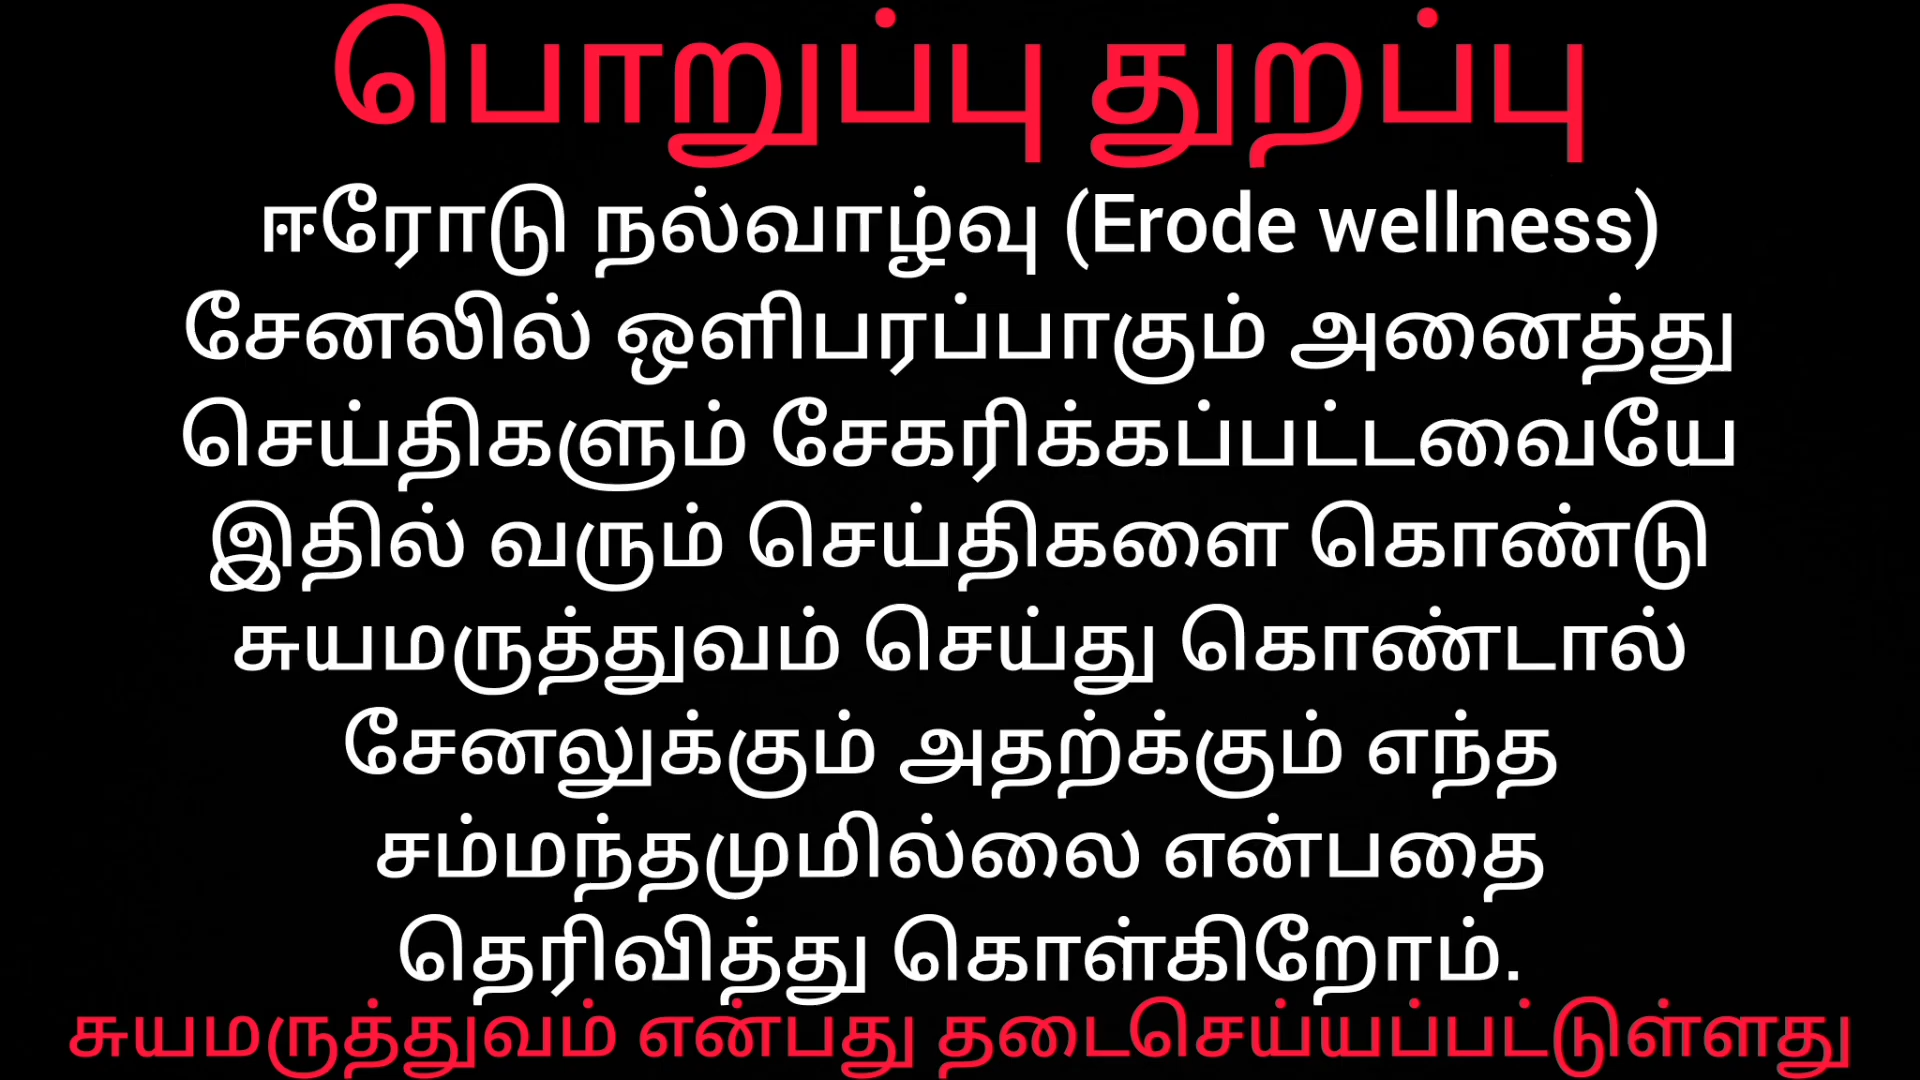 பொறுப்பு துறப்பு
ஈரோடு நல்வாழ்வு (Erode wellness)
சேனலில் ஒளிபரப்பாகும் அனைத்து
செய்திகளும் சேகரிக்கப்பட்டவையே
இதில் வரும் செய்திகளை கொண்டு
சுயமருத்துவம் செய்து கொண்டால்
சேனலுக்கும் அதற்க்கும் எந்த
சம்மந்தமுமில்லை என்பதை
தெரிவித்து கொள்கிறோம்.
சுயமருத்துவம் என்பது தடைசெய்யப்பட்டுள்ளது